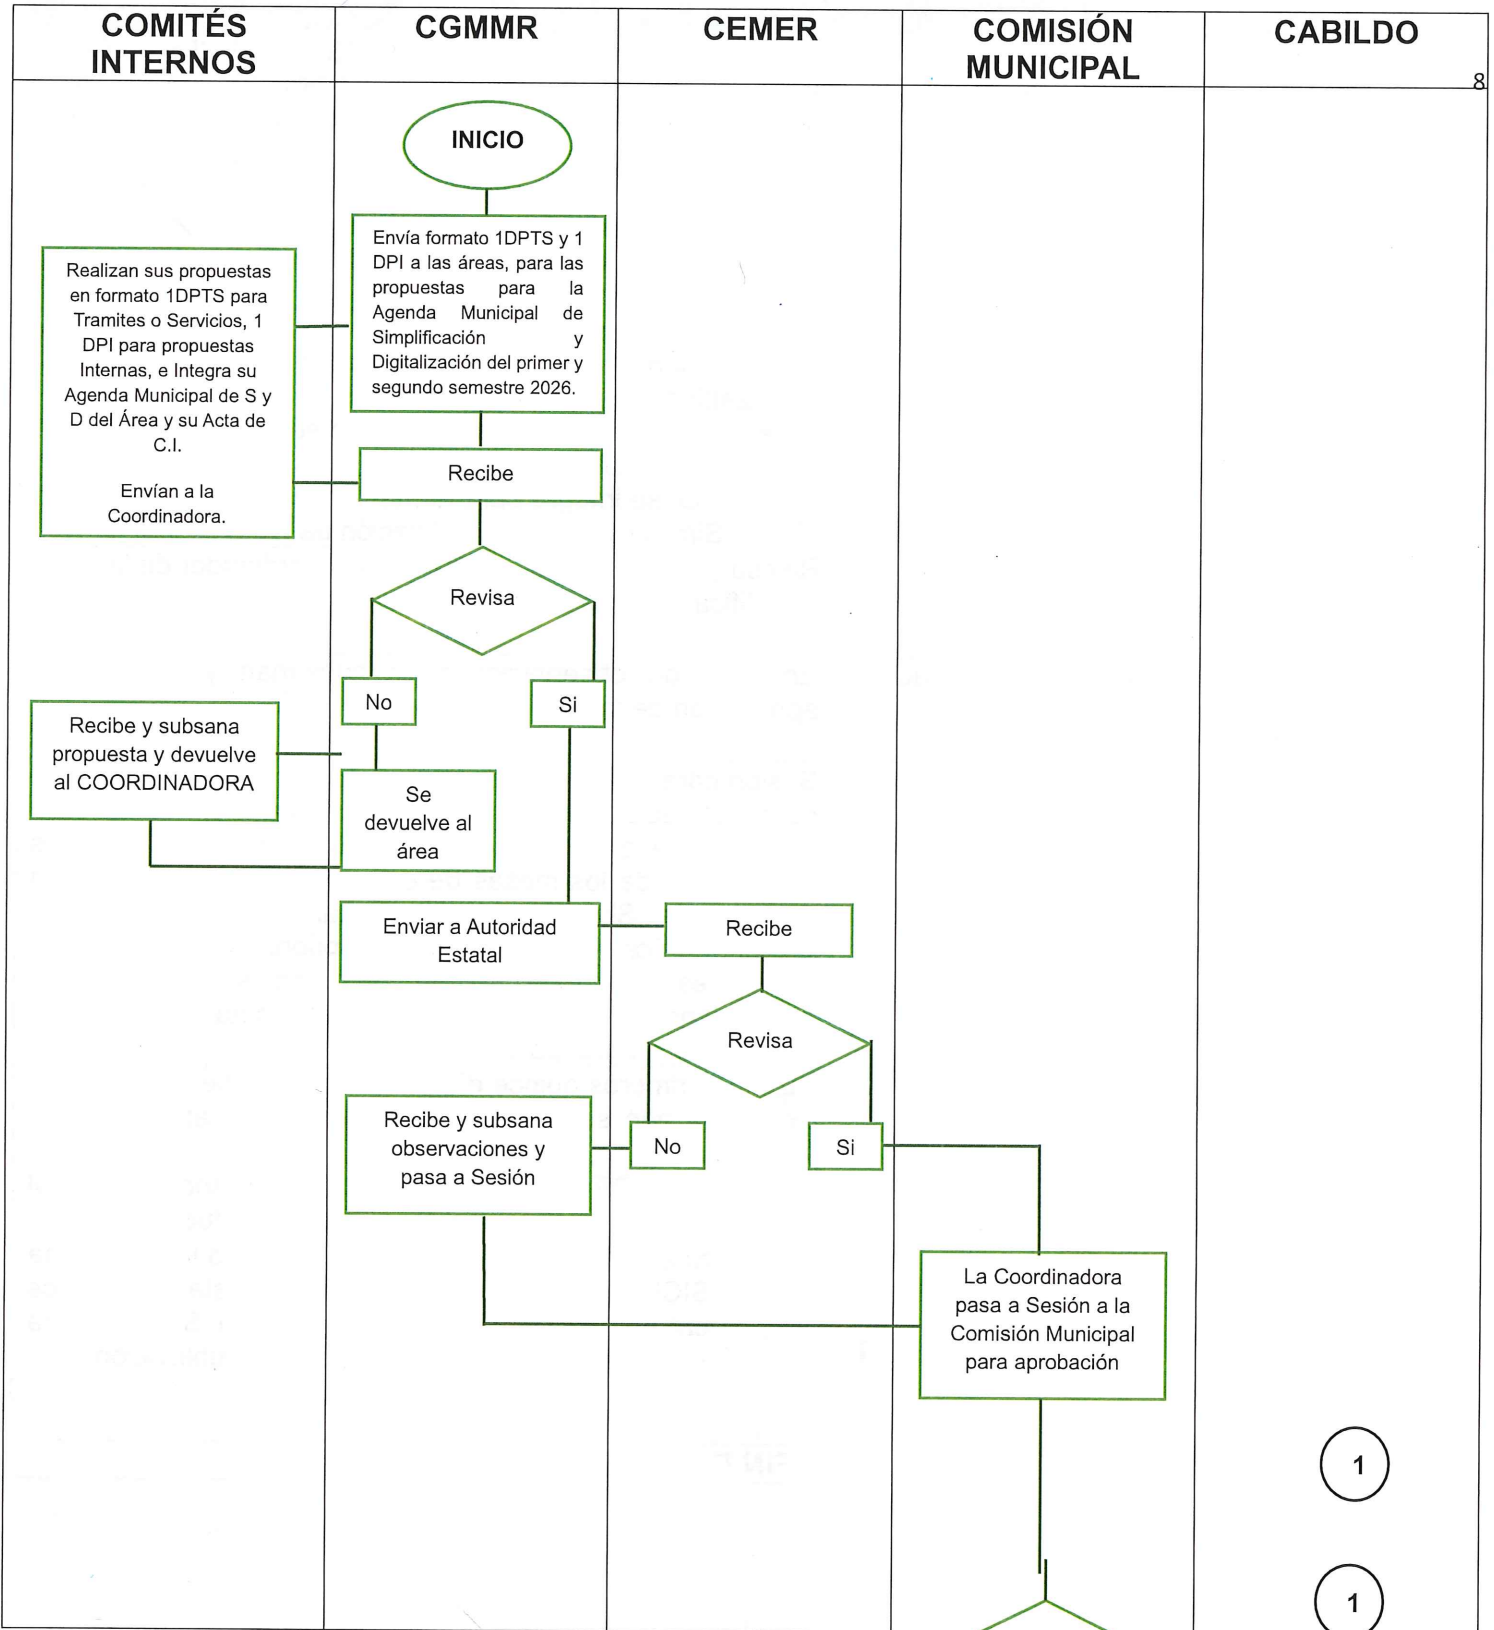 COMITÉS
INTERNOS
CGMMR
CEMER
COMISIÓN
MUNICIPAL
CABILDO
8
INICIO
Envía formato 1DPTS y 1
DPI a las áreas, para las
propuestas para la
Agenda Municipal de
Simplificación y
Digitalización del primer y
segundo semestre 2026.
Realizan sus propuestas
en formato 1DPTS para
Tramites o Servicios, 1
DPI para propuestas
Internas, e Integra su
Agenda Municipal de S y
D del Área y su Acta de
C.I.
Envían a la
Coordinadora.
Recibe
Revisa
No
Si
Recibe y subsana
propuesta y devuelve
al COORDINADORA
Se
devuelve al
área
Enviar a Autoridad
Estatal
Recibe
Revisa
No
Si
Recibe y subsana
observaciones y
pasa a Sesión
La Coordinadora
pasa a Sesión a la
Comisión Municipal
para aprobación
1
1